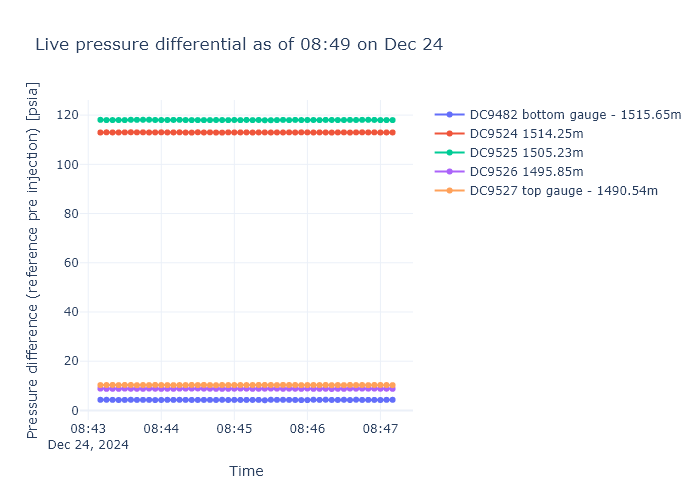 Live pressure differential as of 08:49 on Dec 24
Pressure difference (reference pre injection) [psia]
120
100
80
60
40
20
0
08:43
Dec 24, 2024
08:44
08:45
08:46
08:47
Time
DC9482 bottom gauge - 1515.65m
DC9524 1514.25m
DC9525 1505.23m
DC9526 1495.85m
DC9527 top gauge - 1490.54m